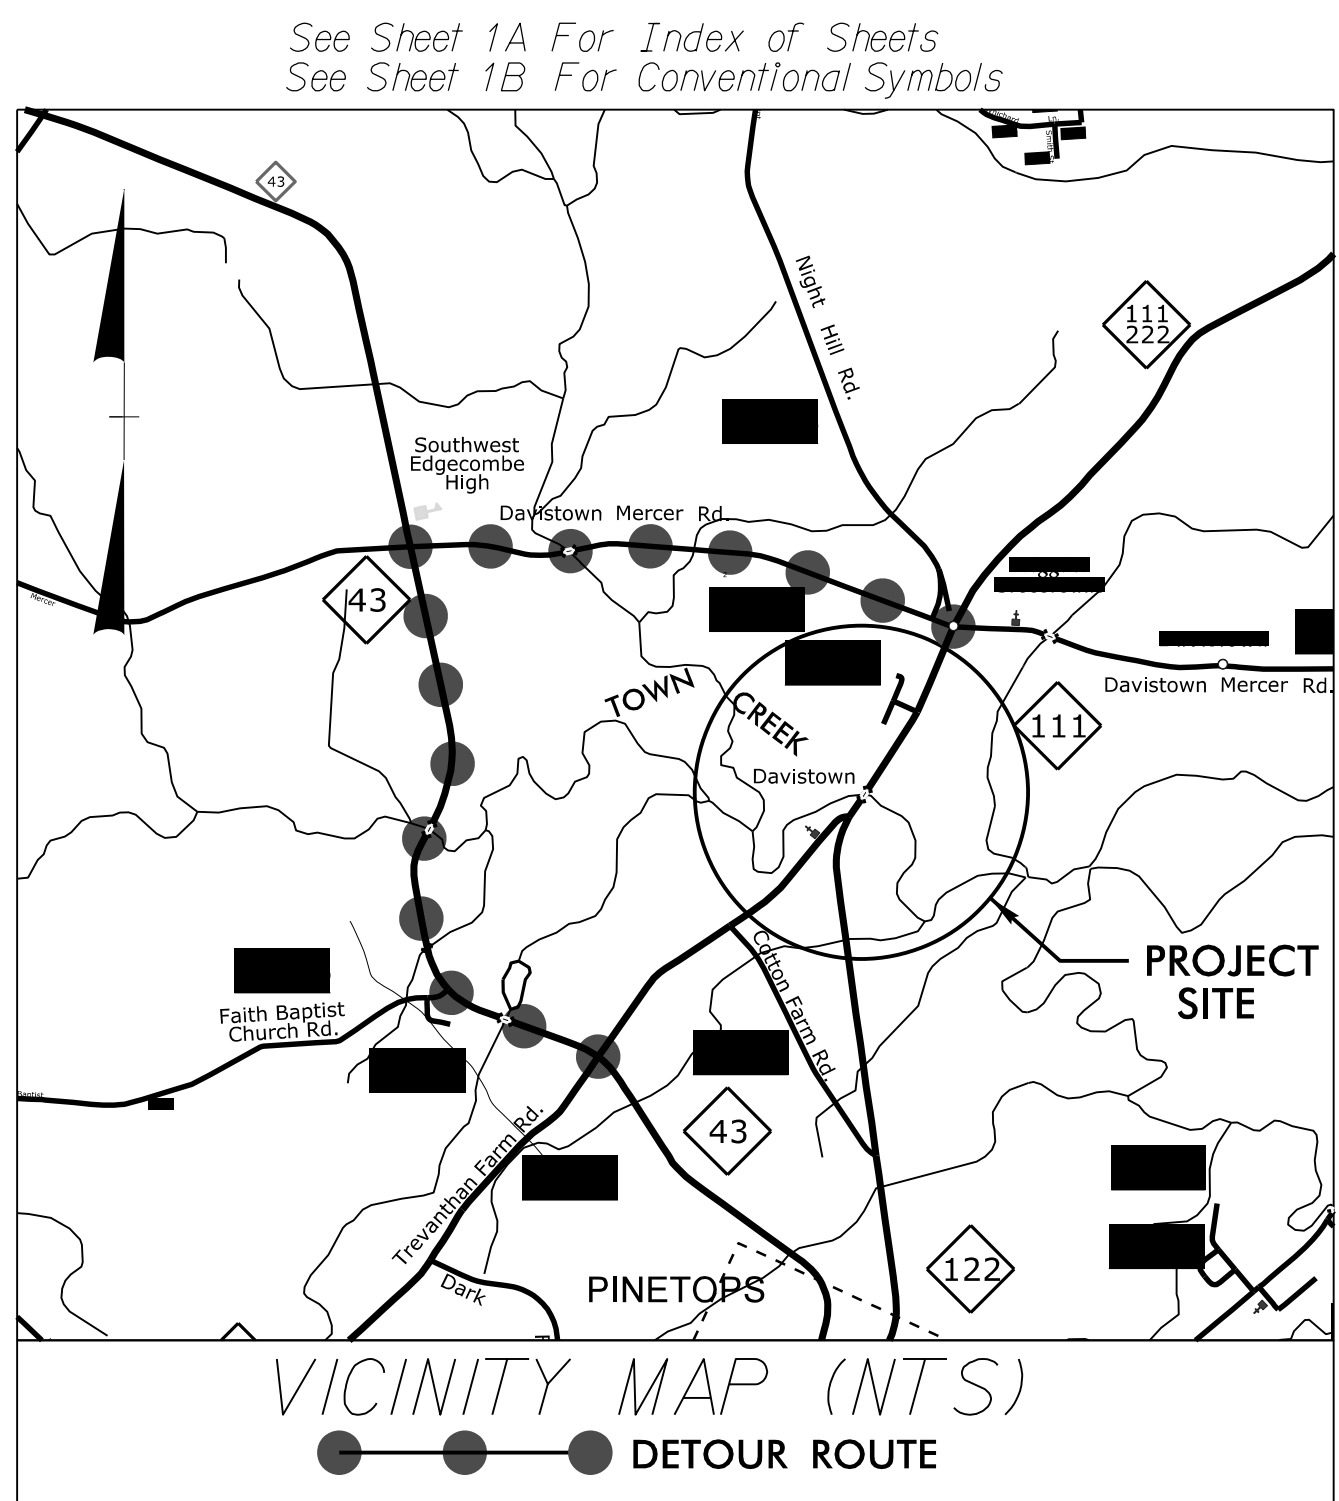 See Sheet 1A For Index of Sheets
See Sheet 1B For Conventional Symbols
43
Night Hill Rd.
111
222
Southwest
Edgecombe
High
Davistown Mercer Rd.
43
Mercer
TOWN
CREEK
Davistown Mercer Rd.
111
Davistown
PROJECT
SITE
Cotton Farm Rd.
Faith Baptist
Church Rd.
Baptist
43
Trevanthan Farm Rd.
Dark
PINETOPS
122
VICINITY MAP (NTS)
DETOUR ROUTE